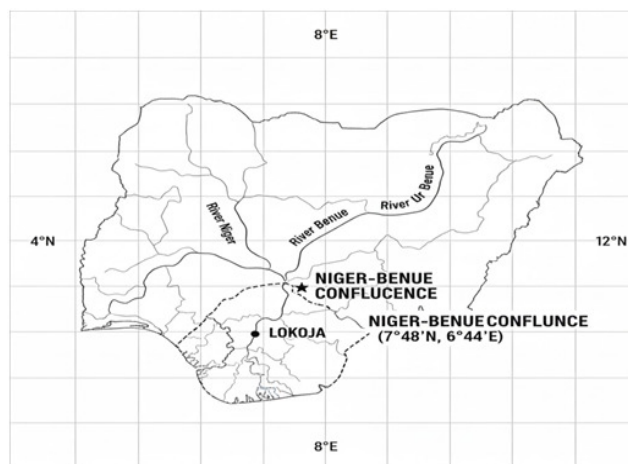 8°E
River Niger
River Benue
River Ur Benue
4°N
12°N
NIGER-BENUE
CONFLUCENCE
NIGER-BENUE CONFLUNCE
(7°48'N, 6°44'E)
LOKOJA
8°E